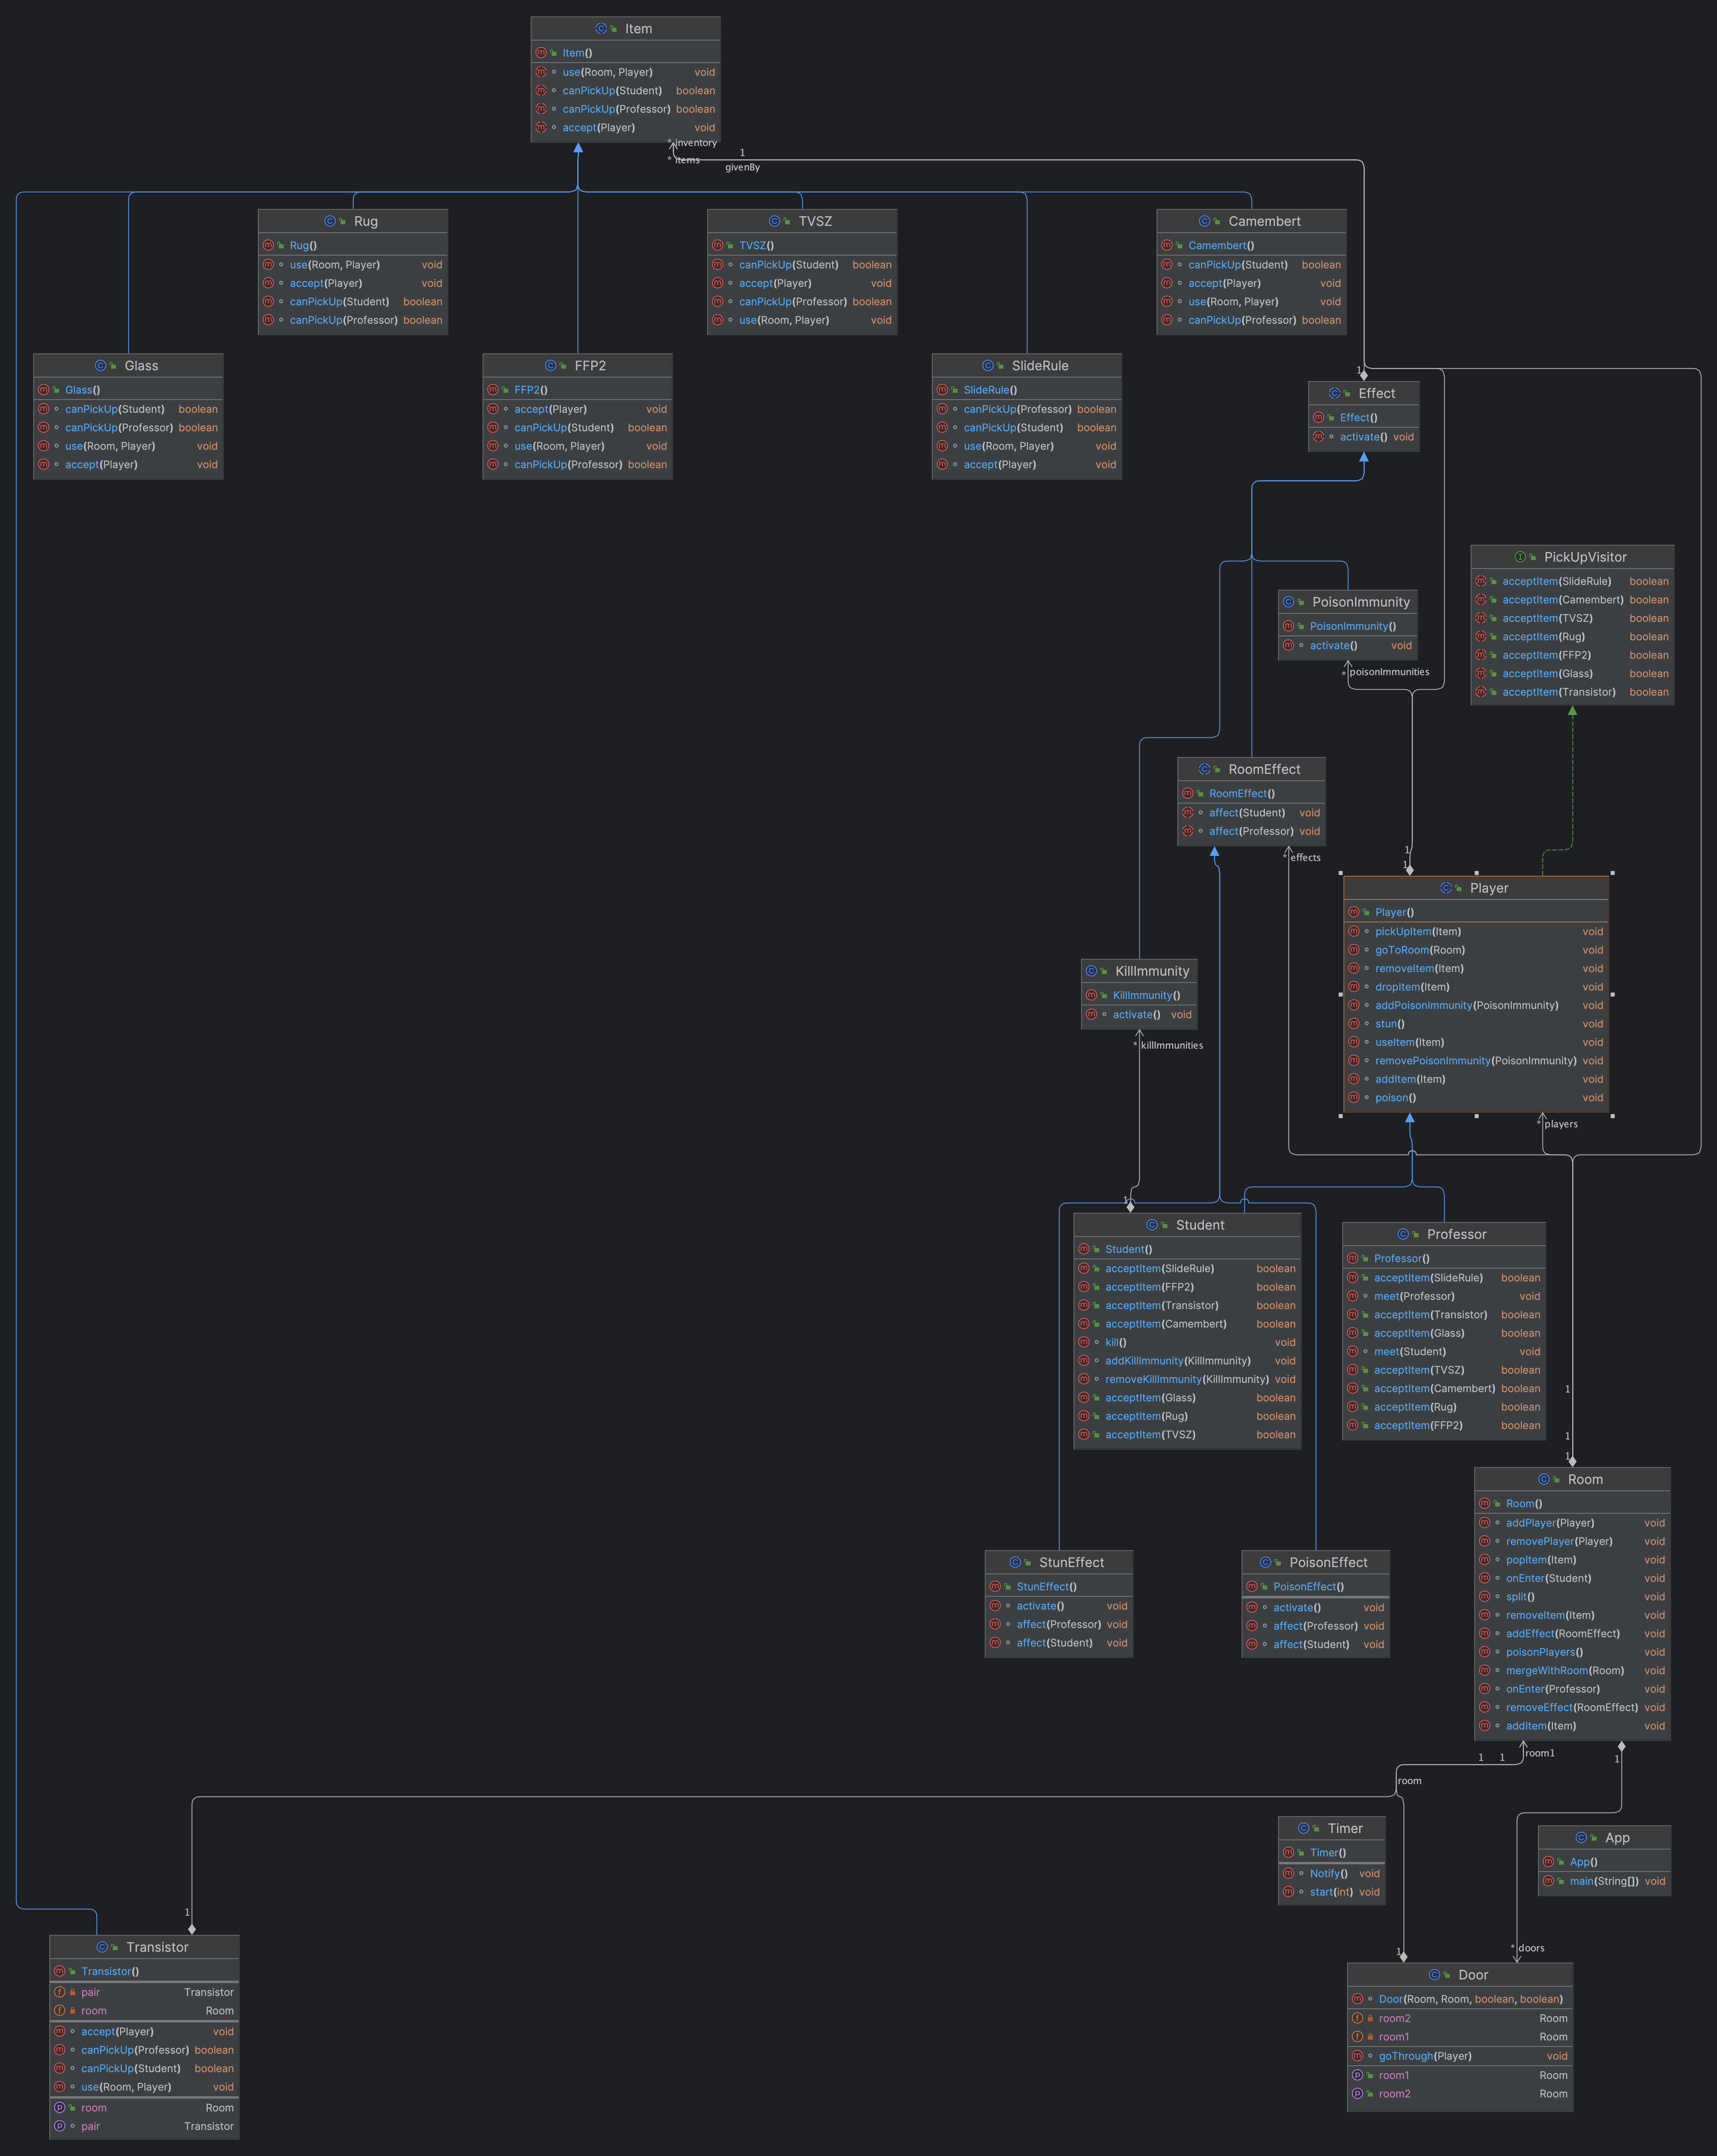 Item
Item()
use(Room, Player) void
canPickUp(Student) boolean
canPickUp(Professor) boolean
accept(Player) void
* inventory
* items
1
givenBy
Rug
Rug()
use(Room, Player) void
accept(Player) void
canPickUp(Student) boolean
canPickUp(Professor) boolean
TVSZ
TVSZ()
canPickUp(Student) boolean
accept(Player) void
canPickUp(Professor) boolean
use(Room, Player) void
Camembert
Camembert()
canPickUp(Student) boolean
accept(Player) void
use(Room, Player) void
canPickUp(Professor) boolean
Glass
Glass()
canPickUp(Student) boolean
canPickUp(Professor) boolean
use(Room, Player) void
accept(Player) void
FFP2
FFP2()
accept(Player) void
canPickUp(Student) boolean
use(Room, Player) void
canPickUp(Professor) boolean
SlideRule
SlideRule()
canPickUp(Professor) boolean
canPickUp(Student) boolean
use(Room, Player) void
accept(Player) void
1
Effect
Effect()
activate() void
PickUpVisitor
acceptItem(SlideRule) boolean
acceptItem(Camembert) boolean
acceptItem(TVSZ) boolean
acceptItem(Rug) boolean
acceptItem(FFP2) boolean
acceptItem(Glass) boolean
acceptItem(Transistor) boolean
PoisonImmunity
PoisonImmunity()
activate() void
* poisonImmunities
RoomEffect
RoomEffect()
affect(Student) void
affect(Professor) void
* effects
1
1
Player
Player()
pickUpItem(Item) void
goToRoom(Room) void
removeItem(Item) void
dropItem(Item) void
addPoisonImmunity(PoisonImmunity) void
stun() void
useItem(Item) void
removePoisonImmunity(PoisonImmunity) void
addItem(Item) void
poison() void
* players
KillImmunity
KillImmunity()
activate() void
* killImmunities
1
Student
Student()
acceptItem(SlideRule) boolean
acceptItem(FFP2) boolean
acceptItem(Transistor) boolean
acceptItem(Camembert) boolean
kill() void
addKillImmunity(KillImmunity) void
removeKillImmunity(KillImmunity) void
acceptItem(Glass) boolean
acceptItem(Rug) boolean
acceptItem(TVSZ) boolean
Professor
Professor()
acceptItem(SlideRule) boolean
meet(Professor) void
acceptItem(Transistor) boolean
acceptItem(Glass) boolean
meet(Student) void
acceptItem(TVSZ) boolean
acceptItem(Camembert) boolean
acceptItem(Rug) boolean
acceptItem(FFP2) boolean
1
1
1
Room
Room()
addPlayer(Player) void
removePlayer(Player) void
popItem(Item) void
onEnter(Student) void
split() void
removeItem(Item) void
addEffect(RoomEffect) void
poisonPlayers() void
mergeWithRoom(Room) void
onEnter(Professor) void
removeEffect(RoomEffect) void
addItem(Item) void
StunEffect
StunEffect()
activate() void
affect(Professor) void
affect(Student) void
PoisonEffect
PoisonEffect()
activate() void
affect(Professor) void
affect(Student) void
1 1 room1
1
room
Timer
Timer()
Notify() void
start(int) void
App
App()
main(String[]) void
1
Transistor
Transistor()
pair Transistor
room Room
accept(Player) void
canPickUp(Professor) boolean
canPickUp(Student) boolean
use(Room, Player) void
room Room
pair Transistor
1
* doors
Door
Door(Room, Room, boolean, boolean)
room2 Room
room1 Room
goThrough(Player) void
room1 Room
room2 Room